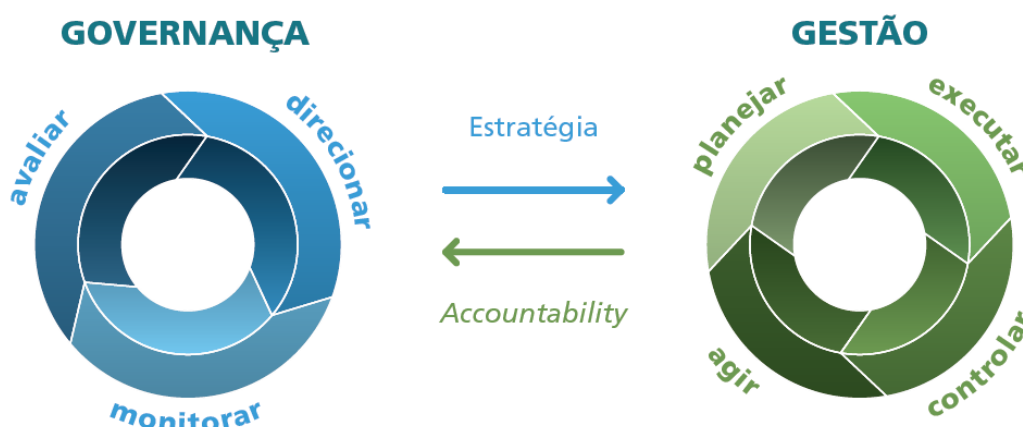 GOVERNANÇA
avaliar
direcionar
monitorar
Estratégia
Accountability
GESTÃO
planejar
executar
controlar
agir